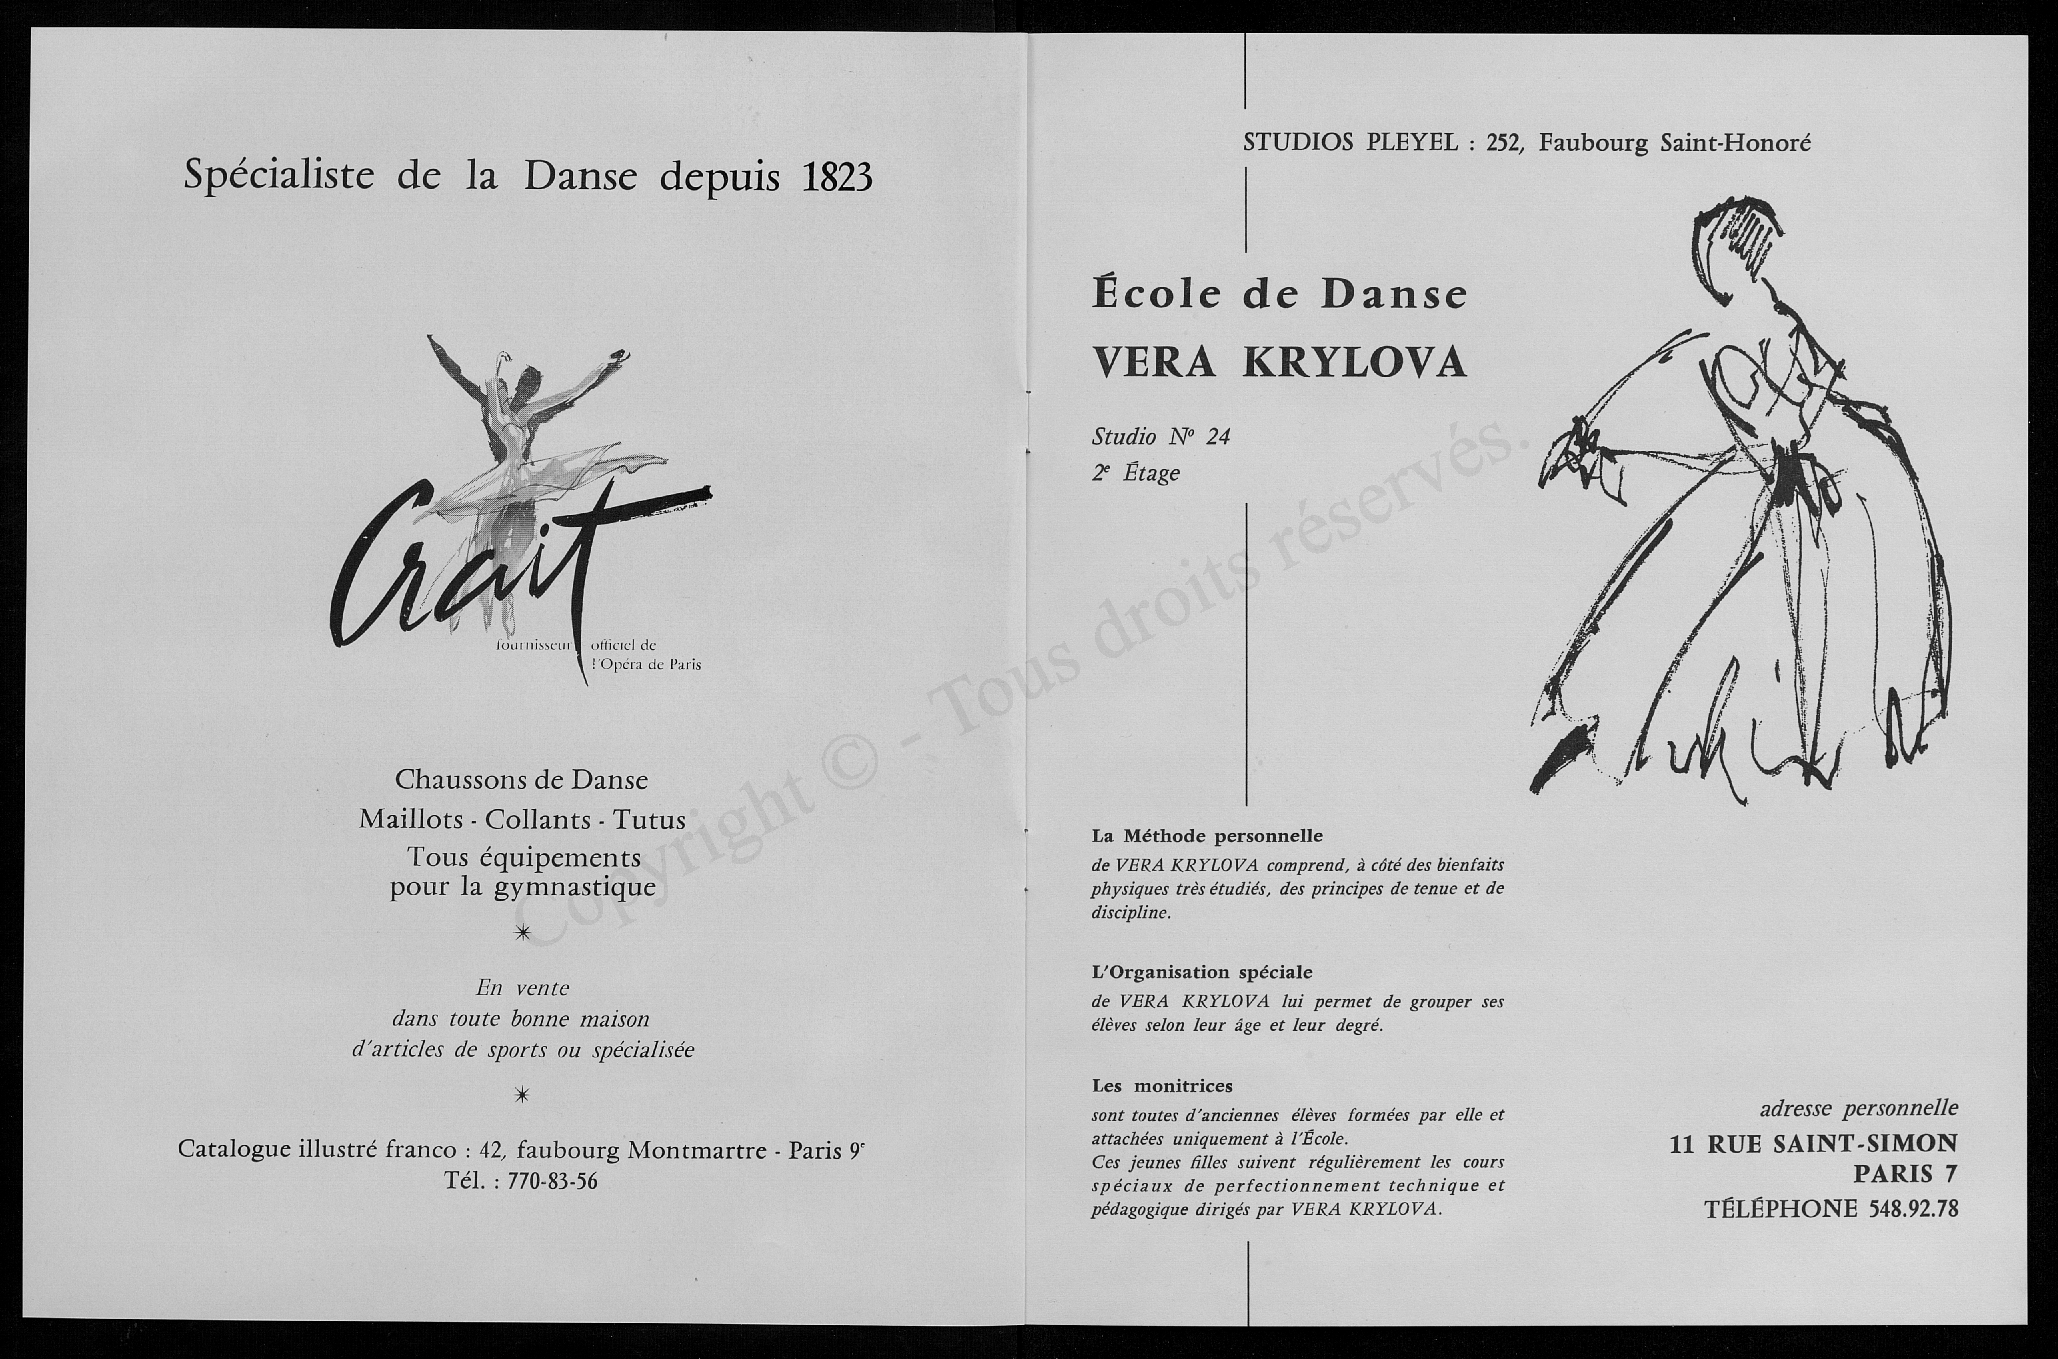 Spécialiste de la Danse depuis 1823
Crait
fournisseur officiel de
l'Opéra de Paris
Chaussons de Danse
Maillots - Collants - Tutus
Tous équipements
pour la gymnastique
En vente
dans toute bonne maison
d'articles de sports ou spécialisée
Catalogue illustré franco : 42, faubourg Montmartre - Paris 9e
Tél. : 770-83-56
STUDIOS PLEYEL : 252, Faubourg Saint-Honoré
École de Danse
VERA KRYLOVA
Studio No 24
2e Étage
La Méthode personnelle
de VERA KRYLOVA comprend, à côté des bienfaits
physiques très étudiés, des principes de tenue et de
discipline.
L'Organisation spéciale
de VERA KRYLOVA lui permet de grouper ses
élèves selon leur âge et leur degré.
Les monitrices
sont toutes d'anciennes élèves formées par elle et
attachées uniquement à l'École.
Ces jeunes filles suivent régulièrement les cours
spéciaux de perfectionnement technique et
pédagogique dirigés par VERA KRYLOVA.
adresse personnelle
11 RUE SAINT-SIMON
PARIS 7
TÉLÉPHONE 548.92.78
Copyright © - Tous droits réservés.